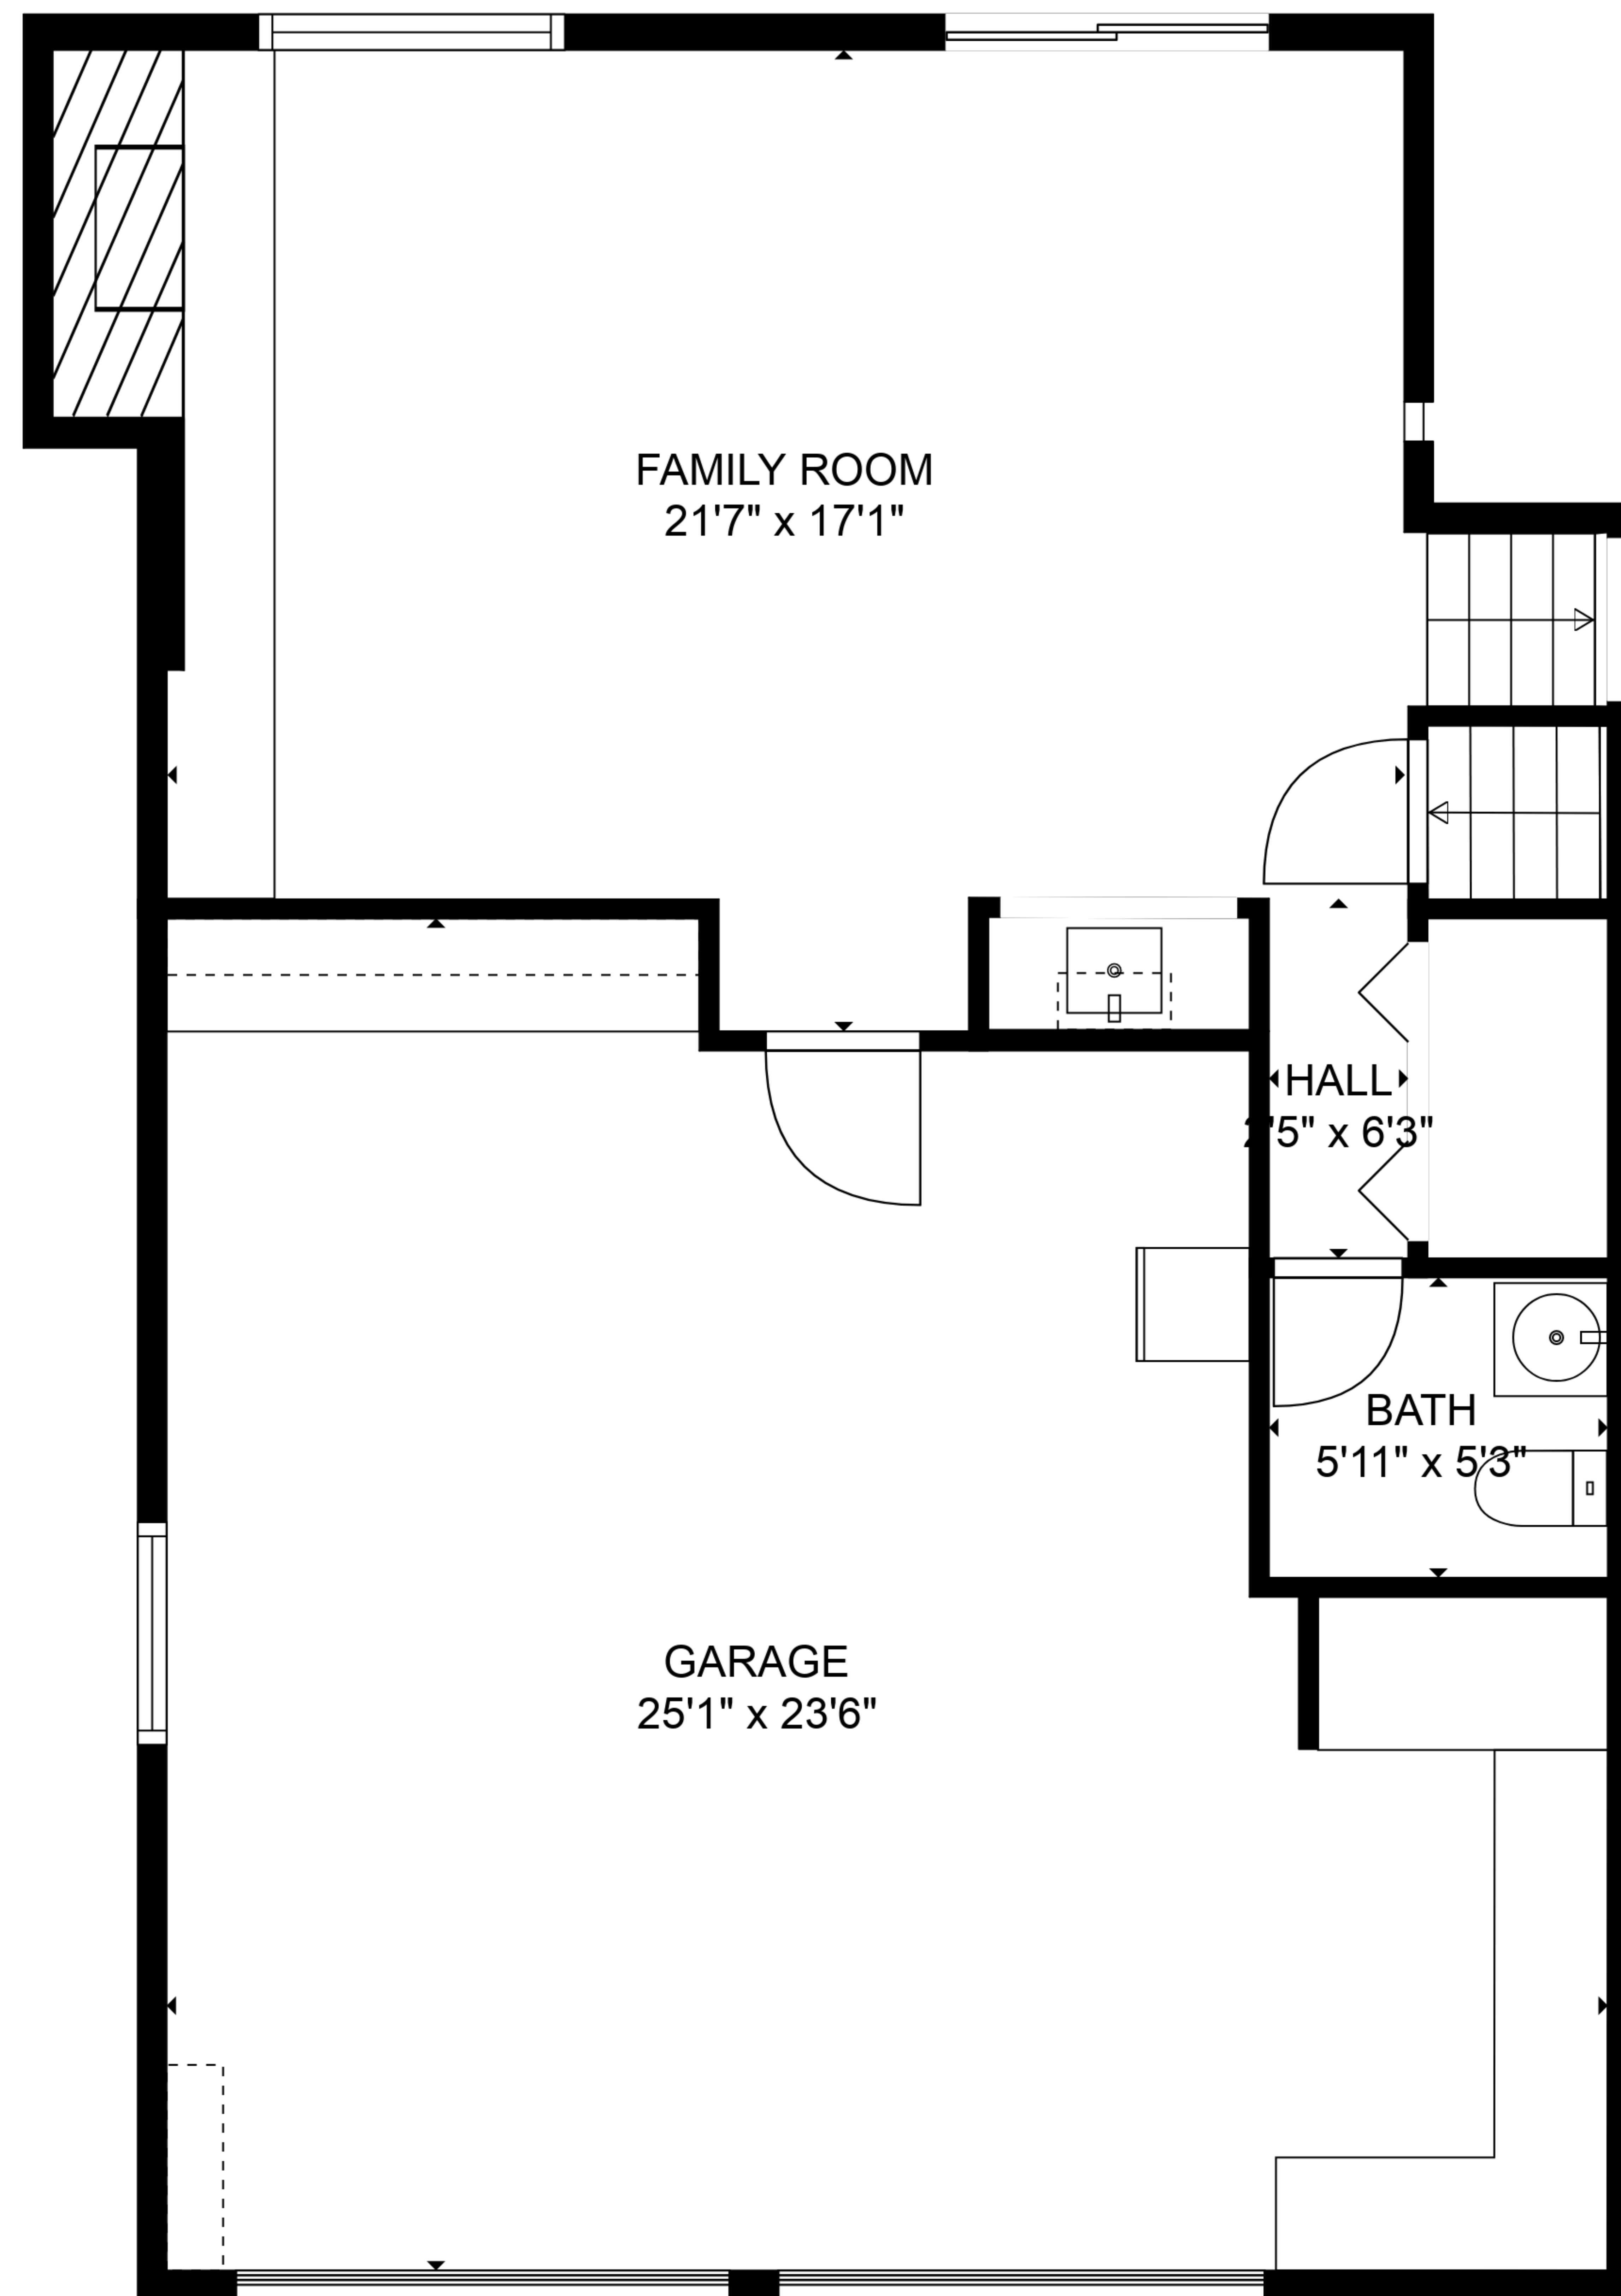 FAMILY ROOM
21'7" x 17'1"
HALL
2'5" x 6'3"
BATH
5'11" x 5'3"
GARAGE
25'1" x 23'6"